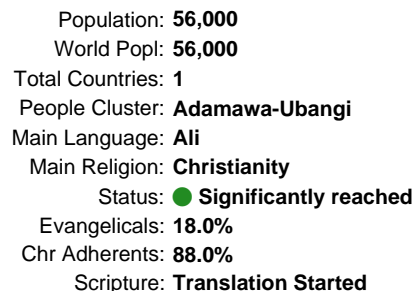 Population: 56,000
World Popl: 56,000
Total Countries: 1
People Cluster: Adamawa-Ubangi
Main Language: Ali
Main Religion: Christianity
Status: Significantly reached
Evangelicals: 18.0%
Chr Adherents: 88.0%
Scripture: Translation Started